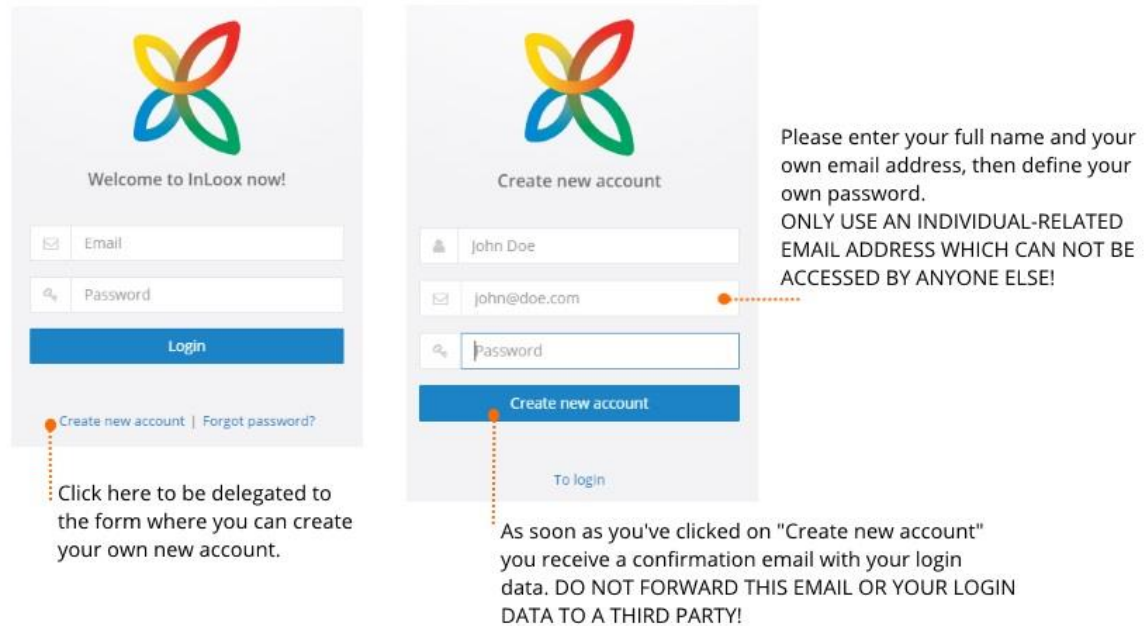 Welcome to InLoox now!
Email
Password
Login
Create new account | Forgot password?
Click here to be delegated to
the form where you can create
your own new account.
Create new account
John Doe
john@doe.com
Password
Create new account
To login
As soon as you've clicked on "Create new account"
you receive a confirmation email with your login
data. DO NOT FORWARD THIS EMAIL OR YOUR LOGIN
DATA TO A THIRD PARTY!
Please enter your full name and your
own email address, then define your
own password.
ONLY USE AN INDIVIDUAL-RELATED
EMAIL ADDRESS WHICH CAN NOT BE
ACCESSED BY ANYONE ELSE!